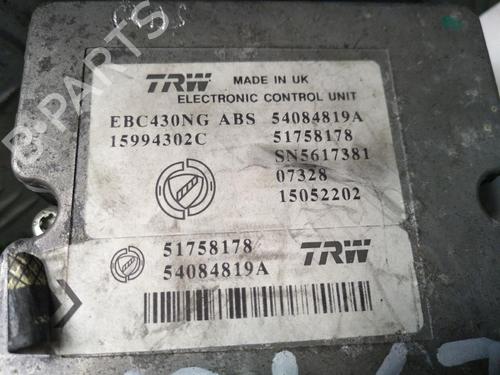 B-PARTS
TRW MADE IN UK
ELECTRONIC CONTROL UNIT
EBC430NG ABS 54084819A
15994302C 51758178
SN5617381
07328
15052202
51758178 TRW
54084819A